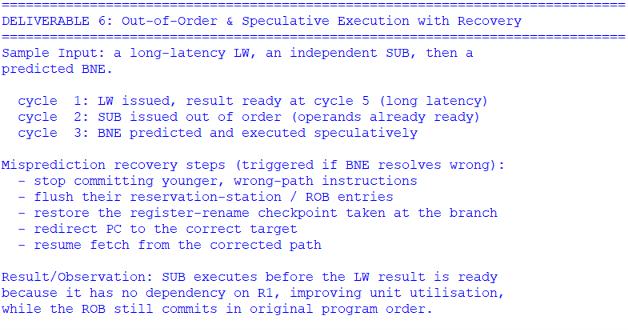 ================================================================================
DELIVERABLE 6: Out-of-Order & Speculative Execution with Recovery
================================================================================
Sample Input: a long-latency LW, an independent SUB, then a
predicted BNE.
cycle  1: LW issued, result ready at cycle 5 (long latency)
cycle  2: SUB issued out of order (operands already ready)
cycle  3: BNE predicted and executed speculatively
Misprediction recovery steps (triggered if BNE resolves wrong):
- stop committing younger, wrong-path instructions
- flush their reservation-station / ROB entries
- restore the register-rename checkpoint taken at the branch
- redirect PC to the correct target
- resume fetch from the corrected path
Result/Observation: SUB executes before the LW result is ready
because it has no dependency on R1, improving unit utilisation,
while the ROB still commits in original program order.